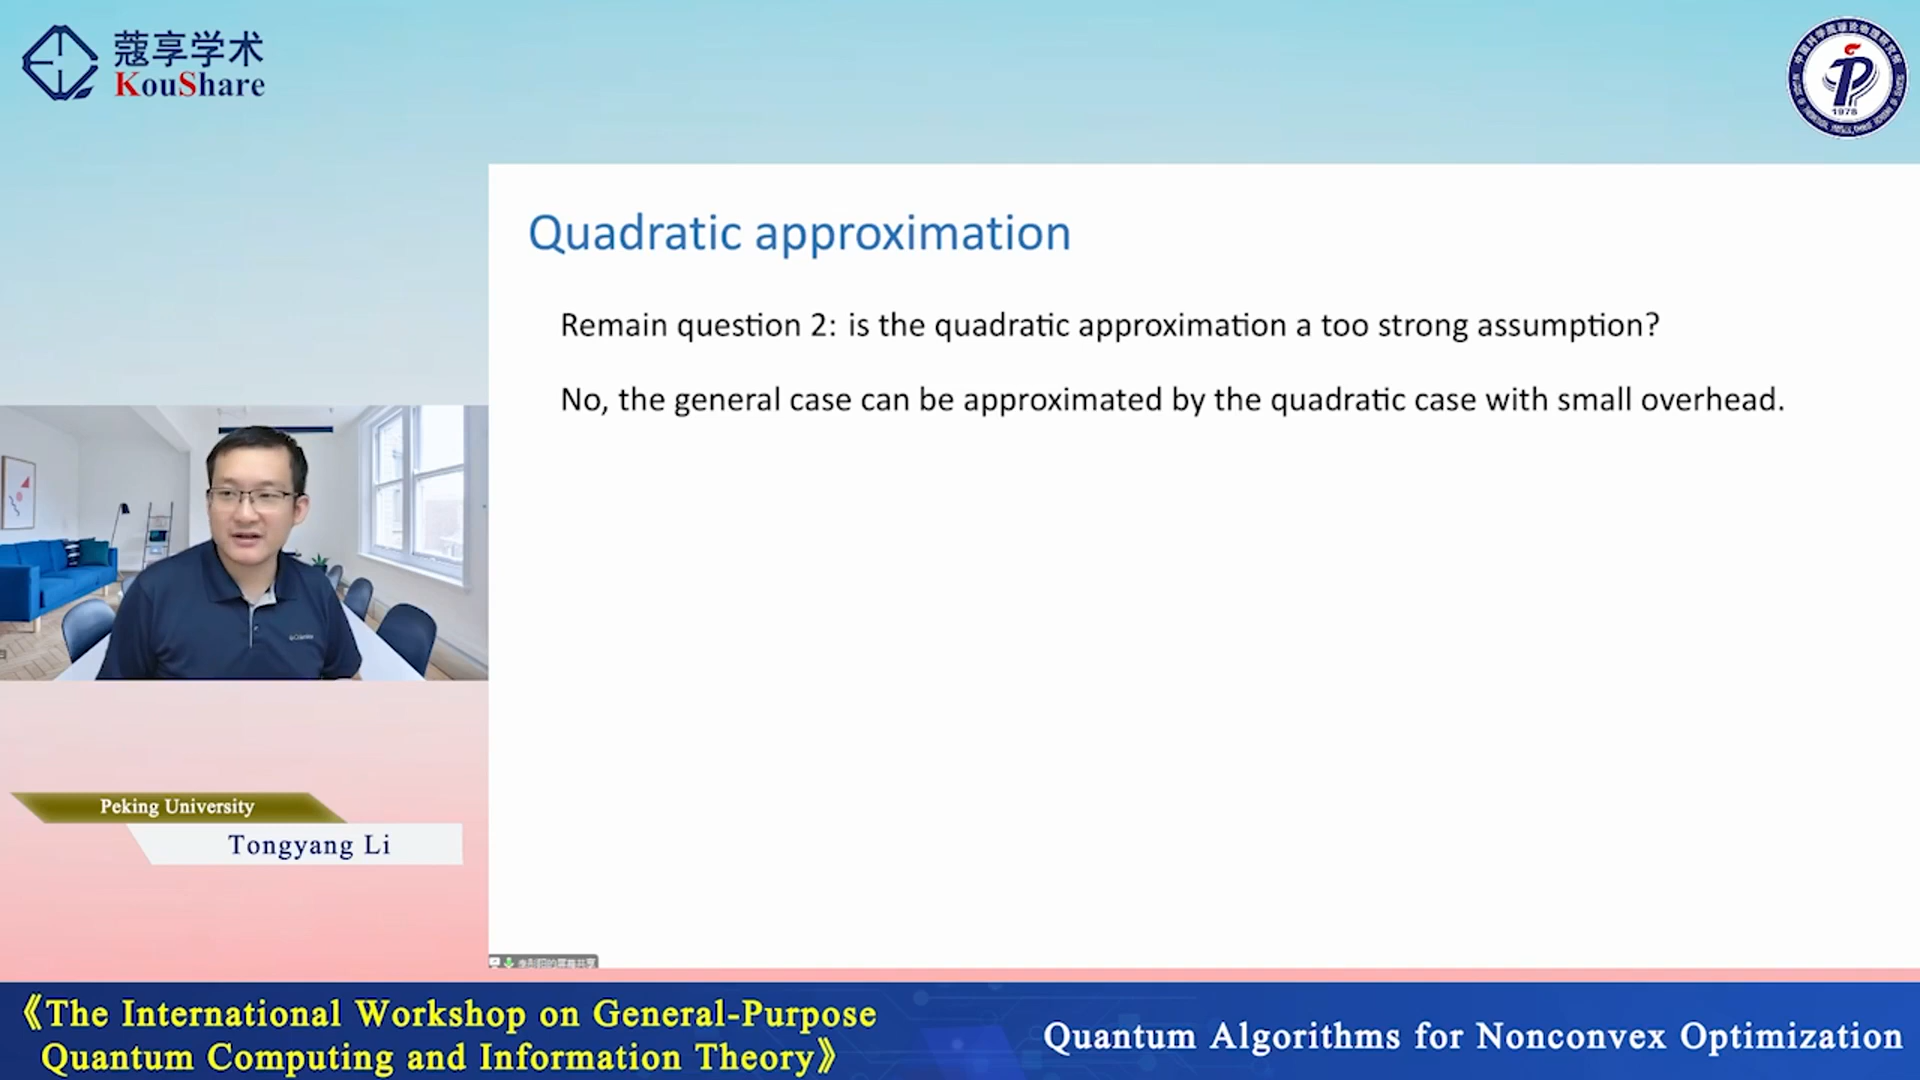 蔻享学术
KouShare
1978
Quadratic approximation
Remain question 2: is the quadratic approximation a too strong assumption?
No, the general case can be approximated by the quadratic case with small overhead.
Peking University
Tongyang Li
《The International Workshop on General-Purpose
Quantum Computing and Information Theory》
Quantum Algorithms for Nonconvex Optimization